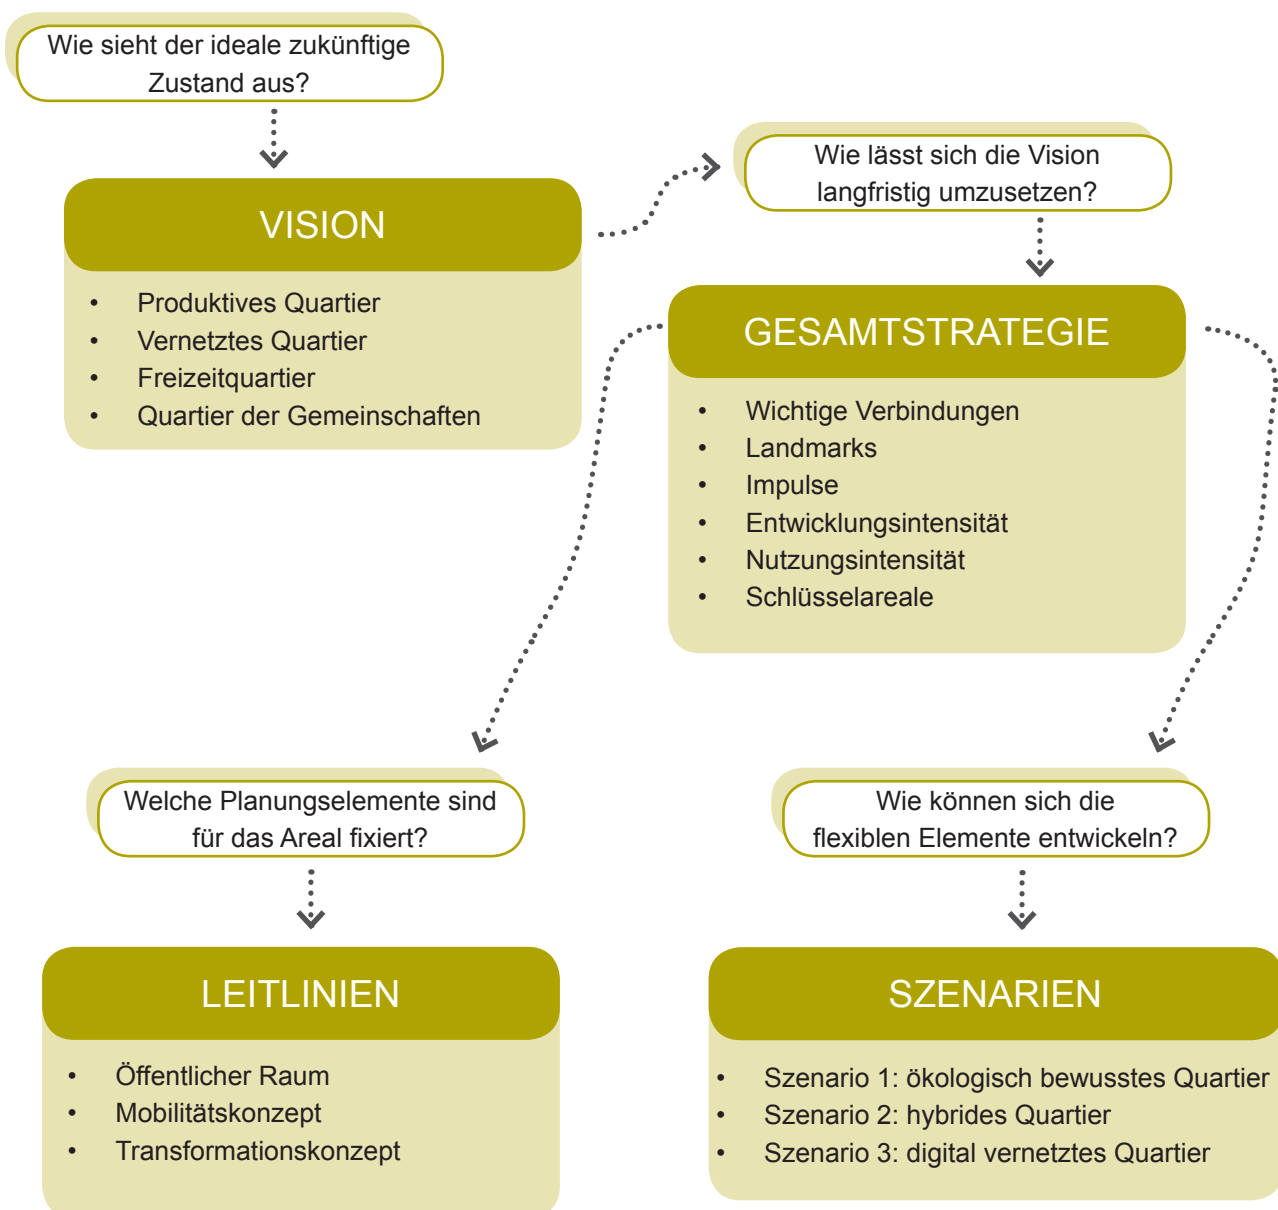 Wie sieht der ideale zukünftige
Zustand aus?
VISION
• Produktives Quartier
• Vernetztes Quartier
• Freizeitquartier
• Quartier der Gemeinschaften
Wie lässt sich die Vision
langfristig umzusetzen?
GESAMTSTRATEGIE
• Wichtige Verbindungen
• Landmarks
• Impulse
• Entwicklungsintensität
• Nutzungsintensität
• Schlüsselareale
Welche Planungselemente sind
für das Areal fixiert?
LEITLINIEN
• Öffentlicher Raum
• Mobilitätskonzept
• Transformationskonzept
Wie können sich die
flexiblen Elemente entwickeln?
SZENARIEN
• Szenario 1: ökologisch bewusstes Quartier
• Szenario 2: hybrides Quartier
• Szenario 3: digital vernetztes Quartier